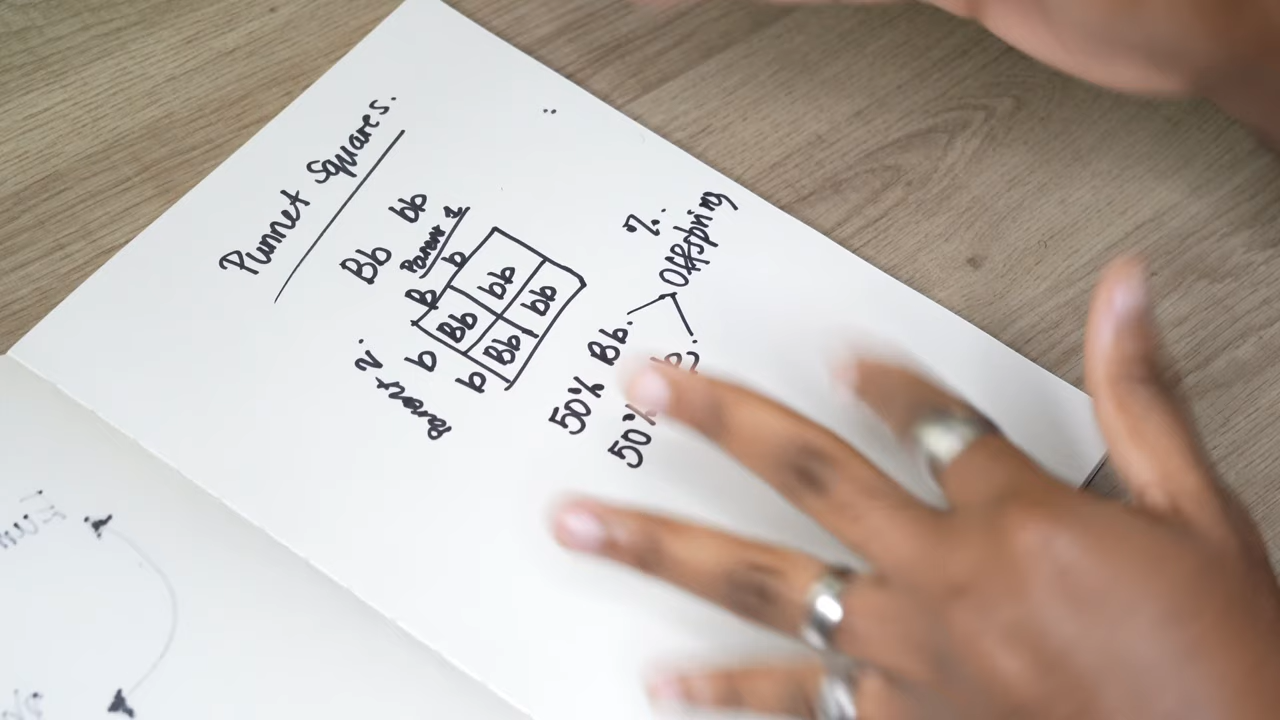 Punnet Squares.
Bb bb
Parent 1
B b
Parent 2.
b Bb bb
b Bb bb
%.
50% Bb. Offspring
50%